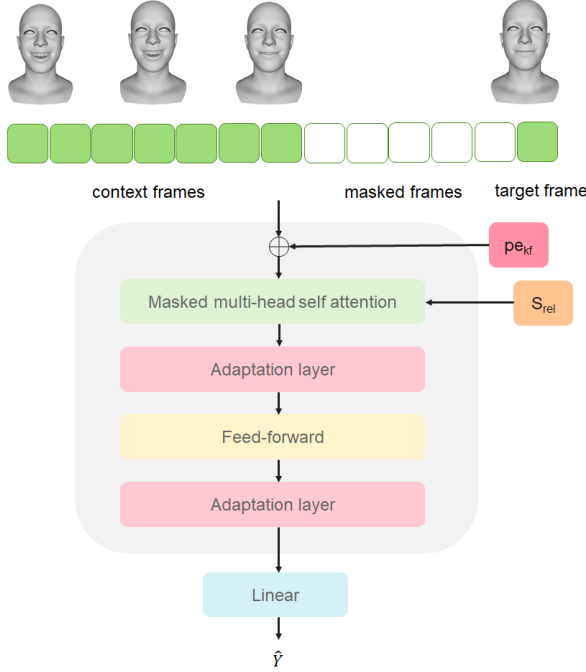 context frames
masked frames
target frame
pe_kf
Masked multi-head self attention
S_rel
Adaptation layer
Feed-forward
Adaptation layer
Linear
Ŷ